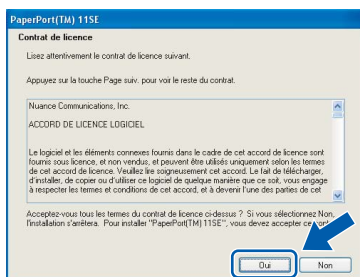 PaperPort(TM) 11SE
Contrat de licence
Lisez attentivement le contrat de licence suivant.
Appuyez sur la touche Page suiv. pour voir le reste du contrat.
Nuance Communications, Inc.
ACCORD DE LICENCE LOGICIEL
Le logiciel et les éléments connexes fournis dans le cadre de cet accord de licence sont
fournis sous licence, et non vendus, et peuvent être utilisés uniquement selon les termes
de cet accord de licence. Veuillez lire soigneusement cet accord. Le fait de télécharger,
d'installer, de copier ou d'utiliser ce logiciel de quelque manière que ce soit, vous engage
à respecter les termes et conditions de cet accord, et à devenir l'une des parties de cet
Acceptez-vous tous les termes du contrat de licence ci-dessus ? Si vous sélectionnez Non,
l'installation s'arrêtera. Pour installer "PaperPort(TM) 11SE", vous devez accepter ce
Oui
Non